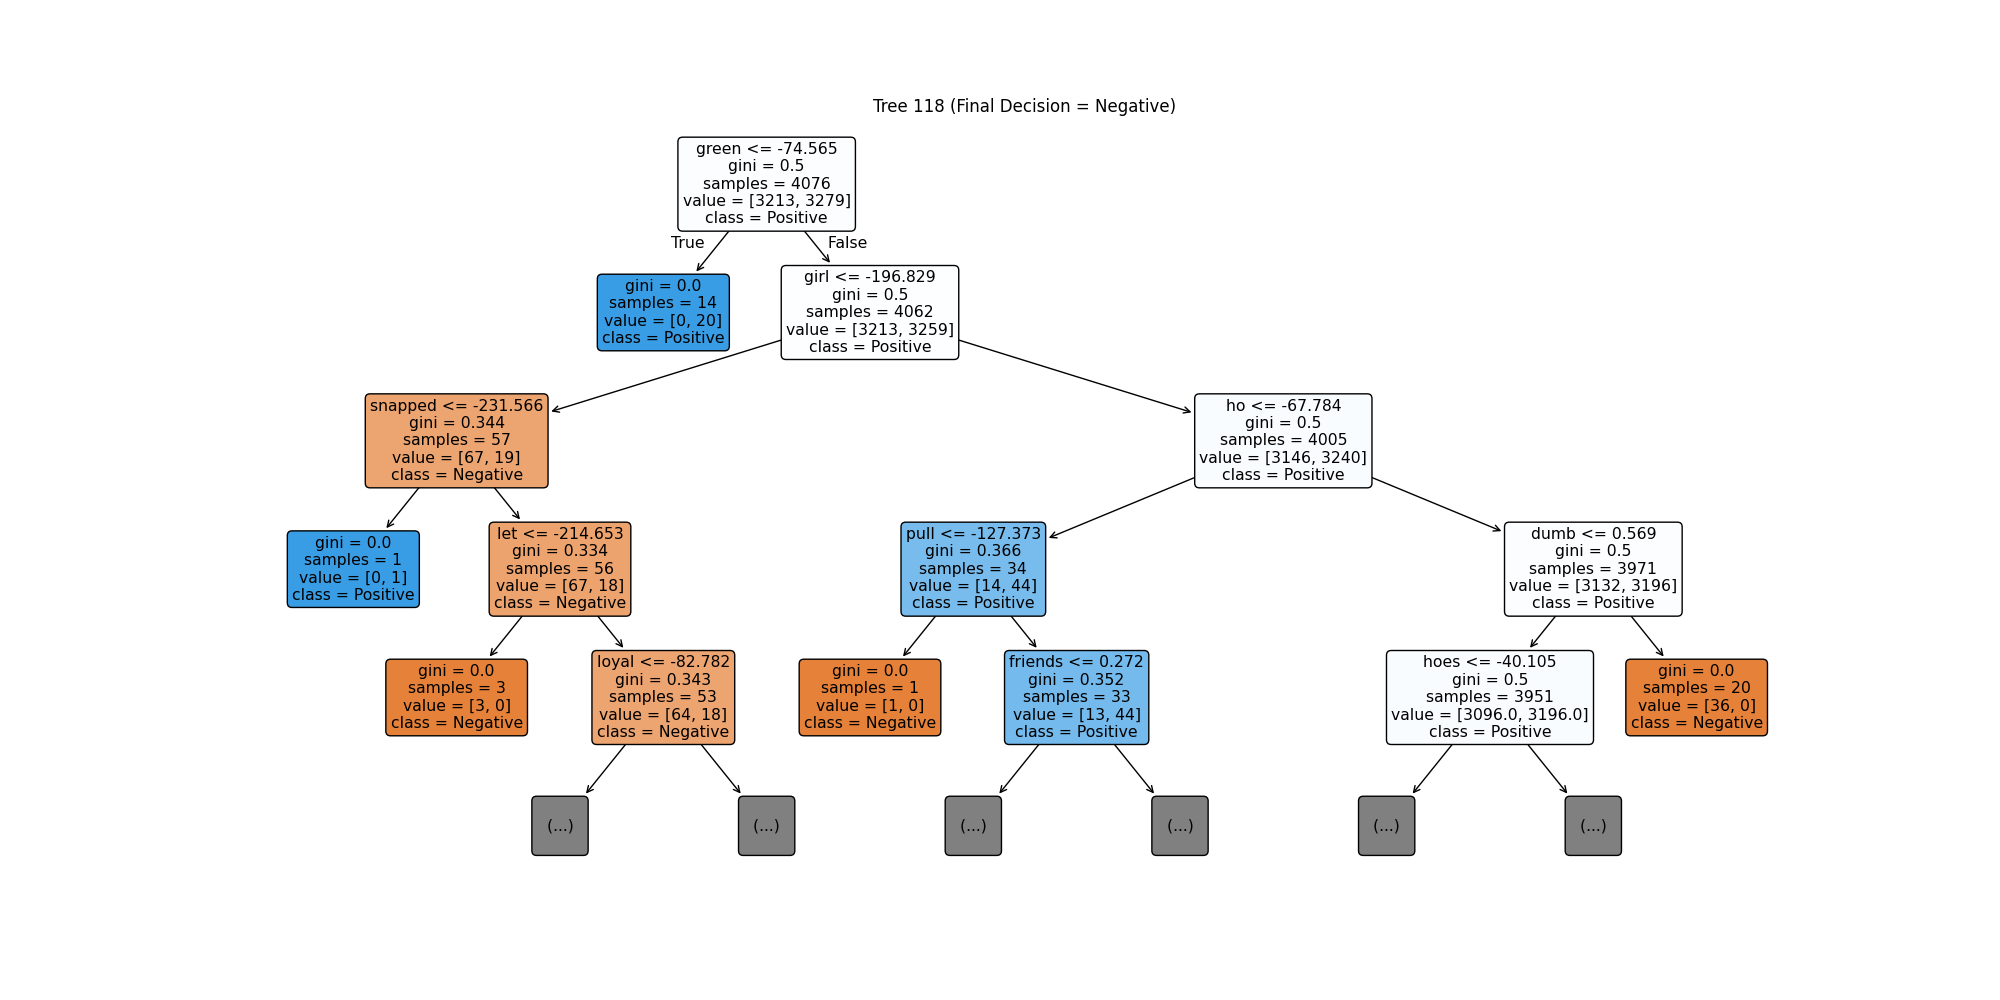 Tree 118 (Final Decision = Negative)
green <= -74.565
gini = 0.5
samples = 4076
value = [3213, 3279]
class = Positive
True
False
gini = 0.0
samples = 14
value = [0, 20]
class = Positive
girl <= -196.829
gini = 0.5
samples = 4062
value = [3213, 3259]
class = Positive
snapped <= -231.566
gini = 0.344
samples = 57
value = [67, 19]
class = Negative
ho <= -67.784
gini = 0.5
samples = 4005
value = [3146, 3240]
class = Positive
gini = 0.0
samples = 1
value = [0, 1]
class = Positive
let <= -214.653
gini = 0.334
samples = 56
value = [67, 18]
class = Negative
pull <= -127.373
gini = 0.366
samples = 34
value = [14, 44]
class = Positive
dumb <= 0.569
gini = 0.5
samples = 3971
value = [3132, 3196]
class = Positive
gini = 0.0
samples = 3
value = [3, 0]
class = Negative
loyal <= -82.782
gini = 0.343
samples = 53
value = [64, 18]
class = Negative
gini = 0.0
samples = 1
value = [1, 0]
class = Negative
friends <= 0.272
gini = 0.352
samples = 33
value = [13, 44]
class = Positive
hoes <= -40.105
gini = 0.5
samples = 3951
value = [3096.0, 3196.0]
class = Positive
gini = 0.0
samples = 20
value = [36, 0]
class = Negative
(...)
(...)
(...)
(...)
(...)
(...)